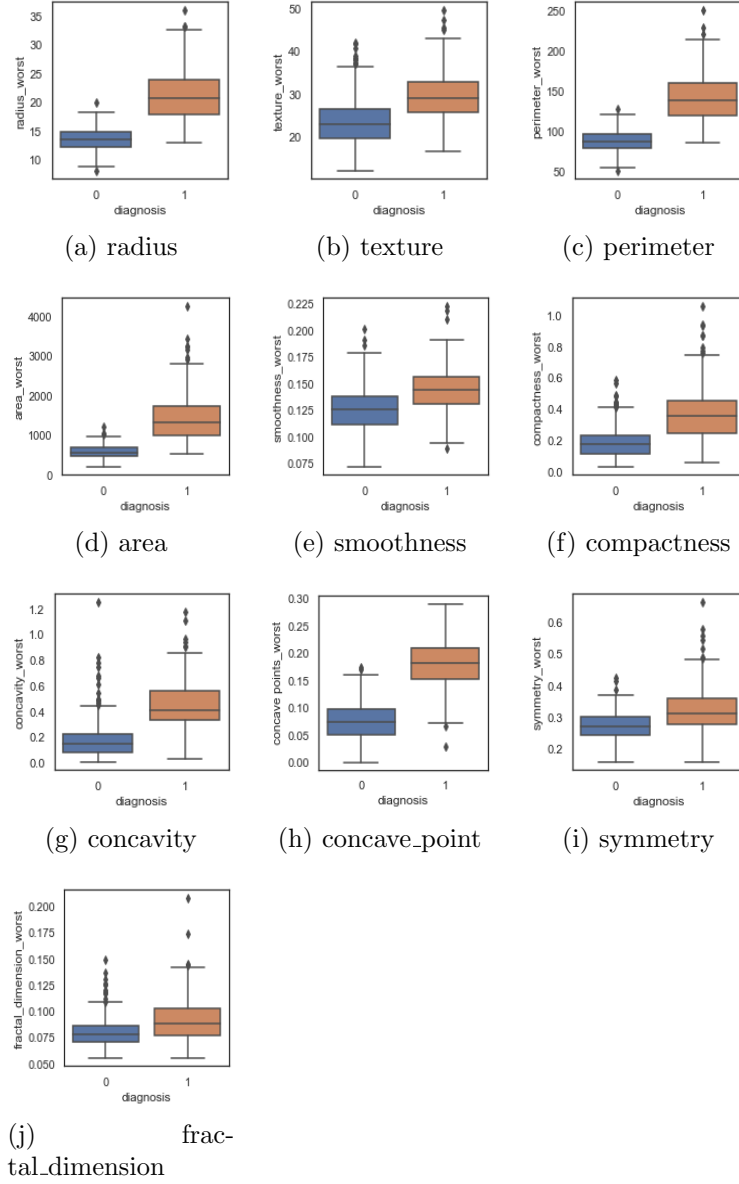 35
30
25
20
15
10
radius_worst
0 1
diagnosis
(a) radius
50
40
30
20
texture_worst
0 1
diagnosis
(b) texture
250
200
150
100
50
perimeter_worst
0 1
diagnosis
(c) perimeter
4000
3000
2000
1000
0
area_worst
0 1
diagnosis
(d) area
0.225
0.200
0.175
0.150
0.125
0.100
0.075
smoothness_worst
0 1
diagnosis
(e) smoothness
1.0
0.8
0.6
0.4
0.2
0.0
compactness_worst
0 1
diagnosis
(f) compactness
1.2
1.0
0.8
0.6
0.4
0.2
0.0
concavity_worst
0 1
diagnosis
(g) concavity
0.30
0.25
0.20
0.15
0.10
0.05
0.00
concave points_worst
0 1
diagnosis
(h) concave_point
0.6
0.5
0.4
0.3
0.2
symmetry_worst
0 1
diagnosis
(i) symmetry
0.200
0.175
0.150
0.125
0.100
0.075
0.050
fractal_dimension_worst
0 1
diagnosis
(j) frac-
tal_dimension